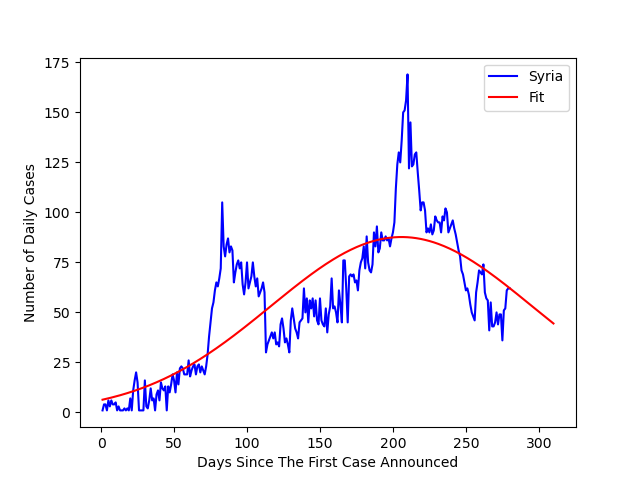 175
150
125
100
75
50
25
0
Number of Daily Cases
Syria
Fit
0 50 100 150 200 250 300
Days Since The First Case Announced